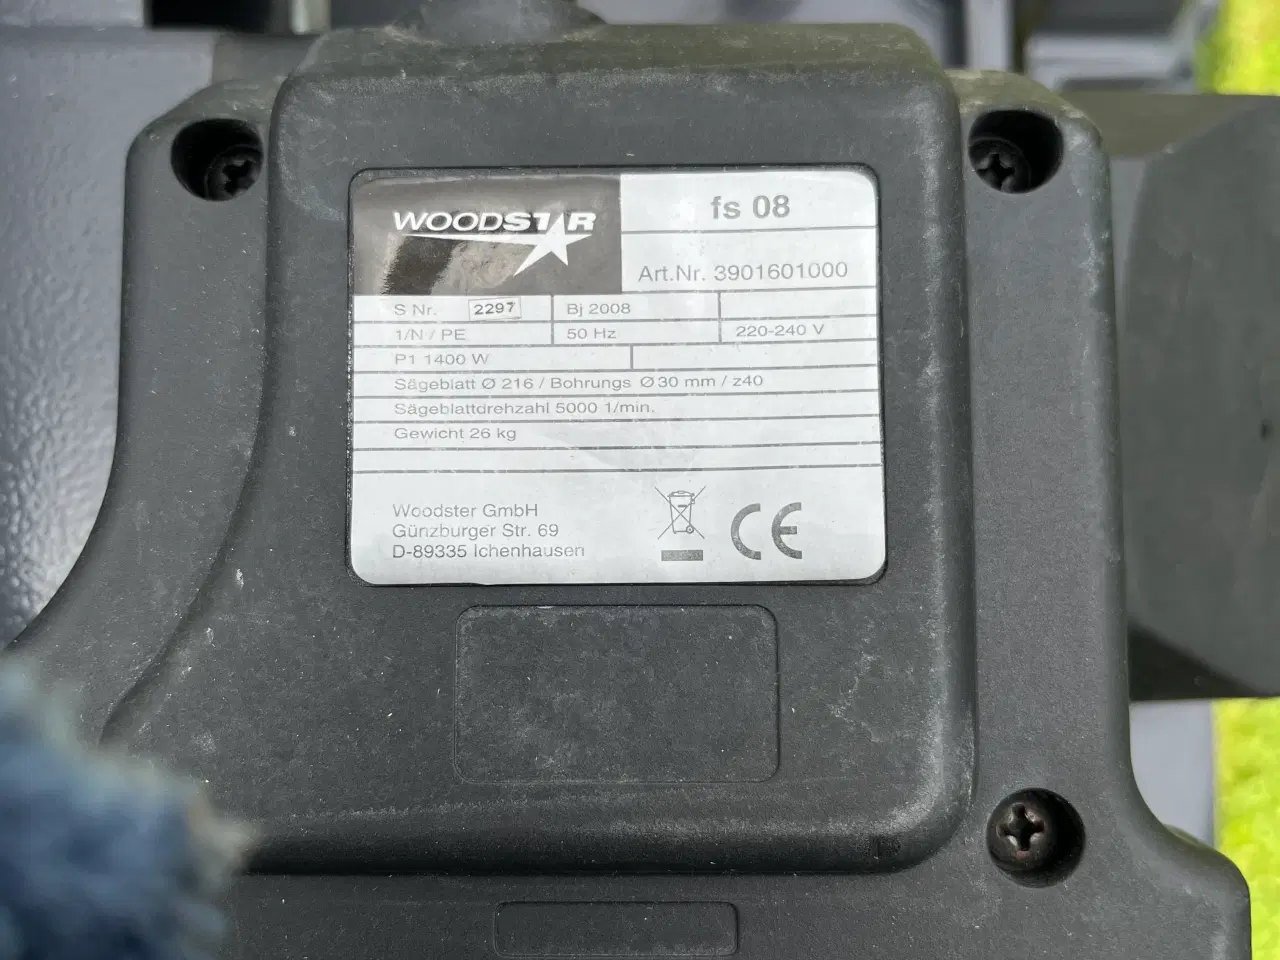 WOODSTAR
fs 08
Art.Nr. 3901601000
S Nr. 2297 Bj 2008
1/N / PE 50 Hz 220-240 V
P1 1400 W
Sägeblatt Ø 216 / Bohrungs Ø 30 mm / z40
Sägeblattdrehzahl 5000 1/min.
Gewicht 26 kg
Woodster GmbH
Günzburger Str. 69
D-89335 Ichenhausen
CE